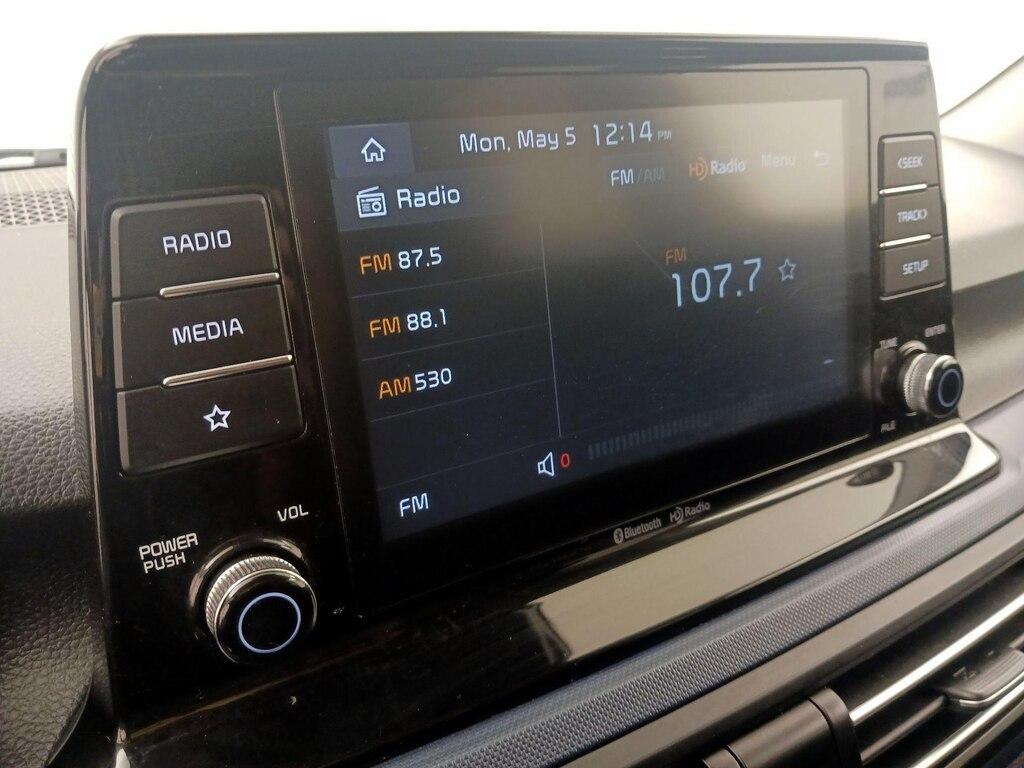 Mon, May 5 12:14 PM
Radio
FM/AM HD Radio Menu
FM 87.5
FM 88.1
AM 530
FM
107.7
0
FM
RADIO
MEDIA
POWER
PUSH
VOL
<SEEK
TRACK>
SETUP
TUNE
ENTER
FILE
Bluetooth HD Radio